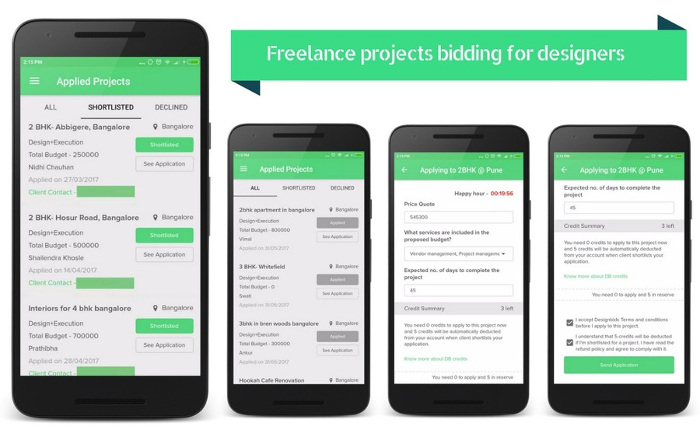 Freelance projects bidding for designers
2:15 PM
Applied Projects
ALL SHORTLISTED DECLINED
2 BHK- Abbigere, Bangalore Bangalore
Design+Execution Shortlisted
Total Budget - 250000
Nidhi Chauhan See Application
Applied on 27/03/2017
Client Contact -
2 BHK- Hosur Road, Bangalore Bangalore
Design+Execution Shortlisted
Total Budget - 500000
Shailendra Khosle See Application
Applied on 14/04/2017
Client Contact -
Interiors for 4 bhk bangalore Bangalore
Design+Execution Shortlisted
Total Budget - 700000
Prathibha See Application
Applied on 28/04/2017
Client Contact -
Applied Projects
ALL SHORTLISTED DECLINED
2bhk apartment in bangalore Bangalore
Design+Execution Applied
Total Budget - 800000
Vimal See Application
Applied on
3 BHK- Whitefield Bangalore
Design+Execution Applied
Total Budget - 0
Swati See Application
Applied on
3bhk in bren woods bangalore Bangalore
Design+Execution Applied
Total Budget - 300000
Ankur See Application
Applied on
Hookah Cafe Renovation Bangalore
Applying to 2BHK @ Pune
Happy hour - 00:19:56
Price Quote
545300
What services are included in the
proposed budget?
Vendor management, Project manageme
Expected no. of days to complete the
project
45
Credit Summary 3 left
You need 0 credits to apply to this project now
and 5 credits will be automatically deducted
from your account when client shortlists your
application.
Know more about DB credits
You need 0 to apply and 5 in reserve
Applying to 2BHK @ Pune
Expected no. of days to complete the
project
45
Credit Summary 3 left
You need 0 credits to apply to this project now
and 5 credits will be automatically deducted
from your account when client shortlists your
application.
Know more about DB credits
You need 0 to apply and 5 in reserve
I accept Designbids Terms and conditions
before I apply to this project.
I understand that 5 credits will be deducted
if I'm shortlisted for a project. I have read the
refund policy and agree to comply with it.
Send Application